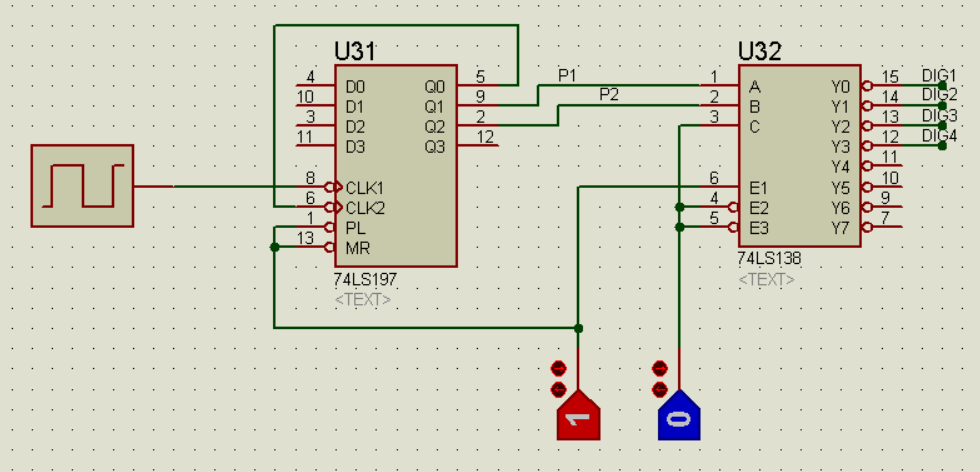 U31
4 D0 Q0 5
10 D1 Q1 9
3 D2 Q2 2
11 D3 Q3 12
8 CLK1
6 CLK2
1 PL
13 MR
74LS197
<TEXT>
P1
P2
U32
1 A Y0 15 DIG1
2 B Y1 14 DIG2
3 C Y2 13 DIG3
Y3 12 DIG4
Y4 11
6 E1 Y5 10
4 E2 Y6 9
5 E3 Y7 7
74LS138
<TEXT>
1
0